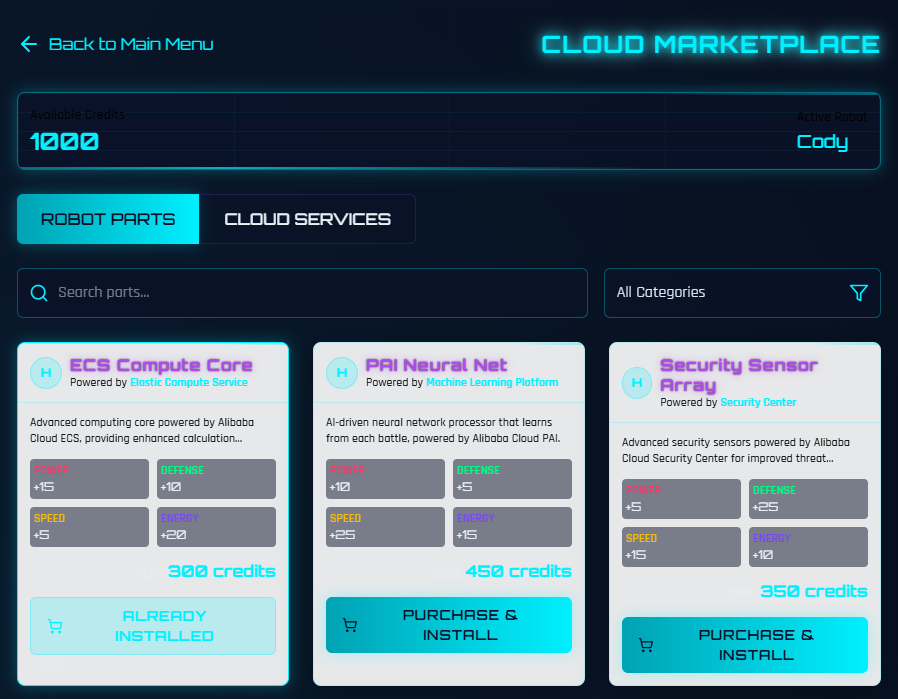 Back to Main Menu
CLOUD MARKETPLACE
Available Credits
1000
Active Robot
Cody
ROBOT PARTS
CLOUD SERVICES
Search parts...
All Categories
H
ECS Compute Core
Powered by Elastic Compute Service
Advanced computing core powered by Alibaba
Cloud ECS, providing enhanced calculation...
POWER
+15
DEFENSE
+10
SPEED
+5
ENERGY
+20
300 credits
ALREADY
INSTALLED
H
PAI Neural Net
Powered by Machine Learning Platform
AI-driven neural network processor that learns
from each battle, powered by Alibaba Cloud PAI.
POWER
+10
DEFENSE
+5
SPEED
+25
ENERGY
+15
450 credits
PURCHASE &
INSTALL
H
Security Sensor
Array
Powered by Security Center
Advanced security sensors powered by Alibaba
Cloud Security Center for improved threat...
POWER
+5
DEFENSE
+25
SPEED
+15
ENERGY
+10
350 credits
PURCHASE &
INSTALL